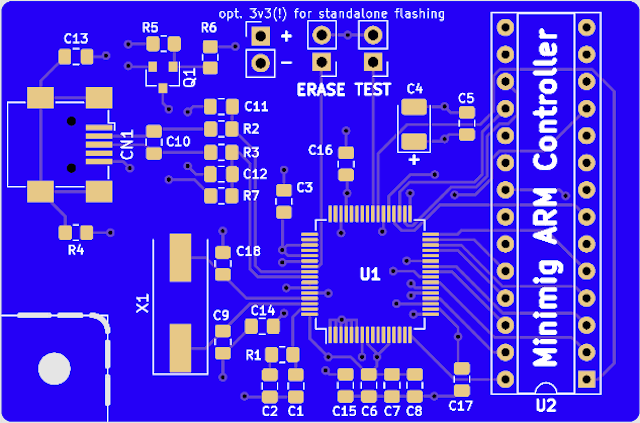 opt. 3v3(!) for standalone flashing
C13
R5
R6
+
-
Q1
ERASE TEST
C4
C5
+
C11
R2
CN1
C10
R3
C16
C12
R7
C3
R4
C18
U1
X1
C14
C9
R1
C2 C1
C15 C6 C7 C8
C17
Minimig ARM Controller
U2